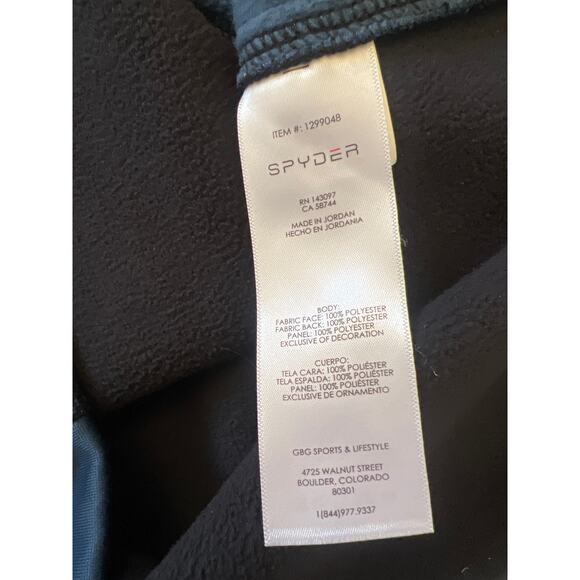 ITEM #: 1299048
SPYDER
RN 143097
CA 58744
MADE IN JORDAN
HECHO EN JORDANIA
BODY:
FABRIC FACE: 100% POLYESTER
FABRIC BACK: 100% POLYESTER
PANEL: 100% POLYESTER
EXCLUSIVE OF DECORATION
CUERPO:
TELA CARA: 100% POLIÉSTER
TELA ESPALDA: 100% POLIÉSTER
PANEL: 100% POLIÉSTER
EXCLUSIVE DE ORNAMENTO
GBG SPORTS & LIFESTYLE
4725 WALNUT STREET
BOULDER, COLORADO
80301
1(844)977.9337